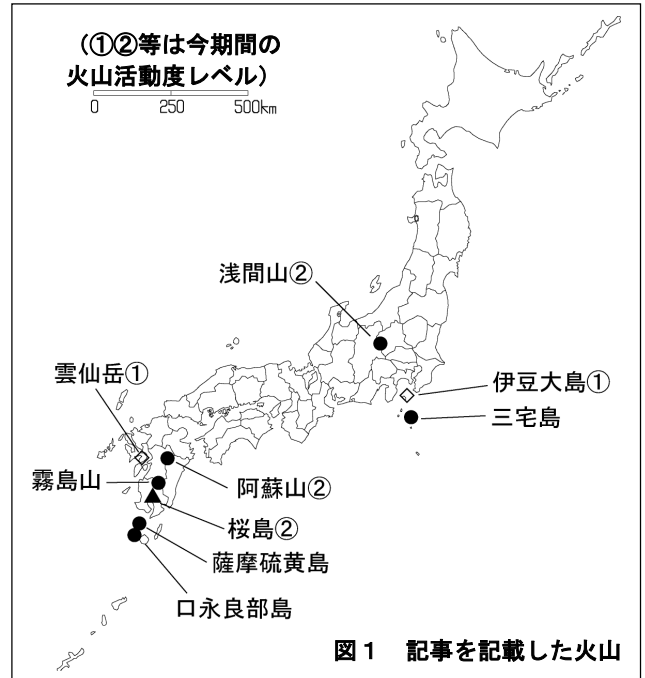 (①②等は今期間の
火山活動度レベル)
0 250 500km
浅間山②
雲仙岳①
伊豆大島①
三宅島
霧島山
阿蘇山②
桜島②
薩摩硫黄島
口永良部島
図1 記事を記載した火山